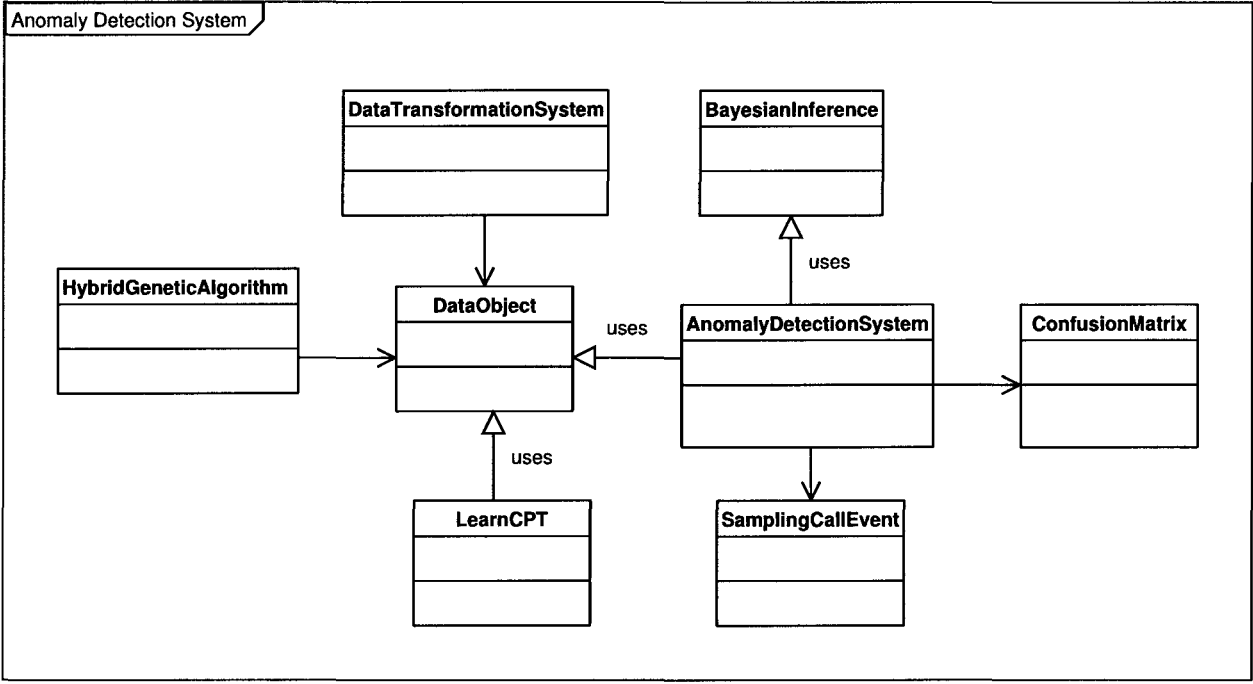 Anomaly Detection System
DataTransformationSystem
BayesianInference
uses
HybridGeneticAlgorithm
DataObject
uses
AnomalyDetectionSystem
ConfusionMatrix
uses
LearnCPT
SamplingCallEvent